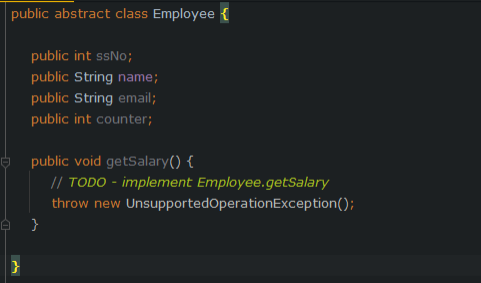 public abstract class Employee {
public int ssNo;
public String name;
public String email;
public int counter;
public void getSalary() {
// TODO - implement Employee.getSalary
throw new UnsupportedOperationException();
}
}